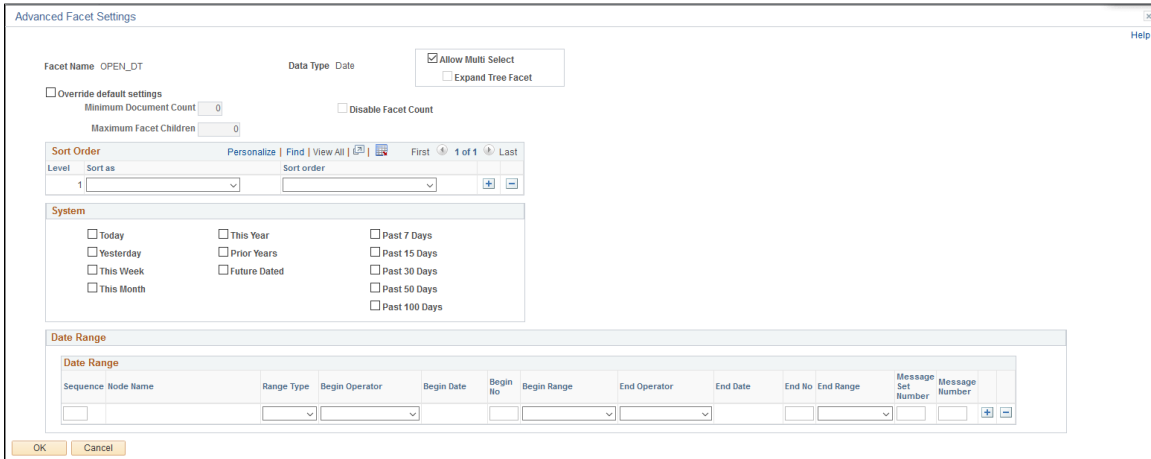 Advanced Facet Settings
Help
Facet Name OPEN_DT Data Type Date
Allow Multi Select
Expand Tree Facet
Override default settings
Minimum Document Count 0 Disable Facet Count
Maximum Facet Children 0
Sort Order Personalize | Find | View All | | First 1 of 1 Last
Level Sort as Sort order
1
System
Today This Year Past 7 Days
Yesterday Prior Years Past 15 Days
This Week Future Dated Past 30 Days
This Month Past 50 Days
Past 100 Days
Date Range
Date Range
Sequence Node Name Range Type Begin Operator Begin Date Begin No Begin Range End Operator End Date End No End Range Message Set Number Message Number
OK Cancel